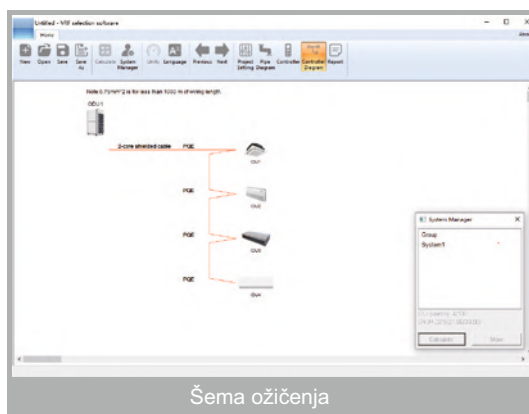 Untitled - VRF selection software
Home
New Open Save Save As Calculate System Manager Units Language Previous Next Project Setting Pipe Diagram Controller Controller Diagram Report
Note 0.75mm^2 is for less than 1000 m of wiring length.
ODU1
2-core shielded cable PQE
IDU1
PQE
IDU2
PQE
IDU3
PQE
IDU4
System Manager
Group
System1
Calculate
Šema ožičenja